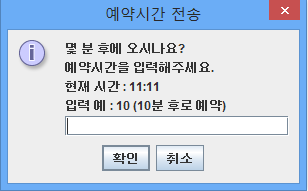 예약시간 전송
몇 분 후에 오시나요?
예약시간을 입력해주세요.
현재 시간 : 11:11
입력 예 : 10 (10분 후로 예약)
확인 취소